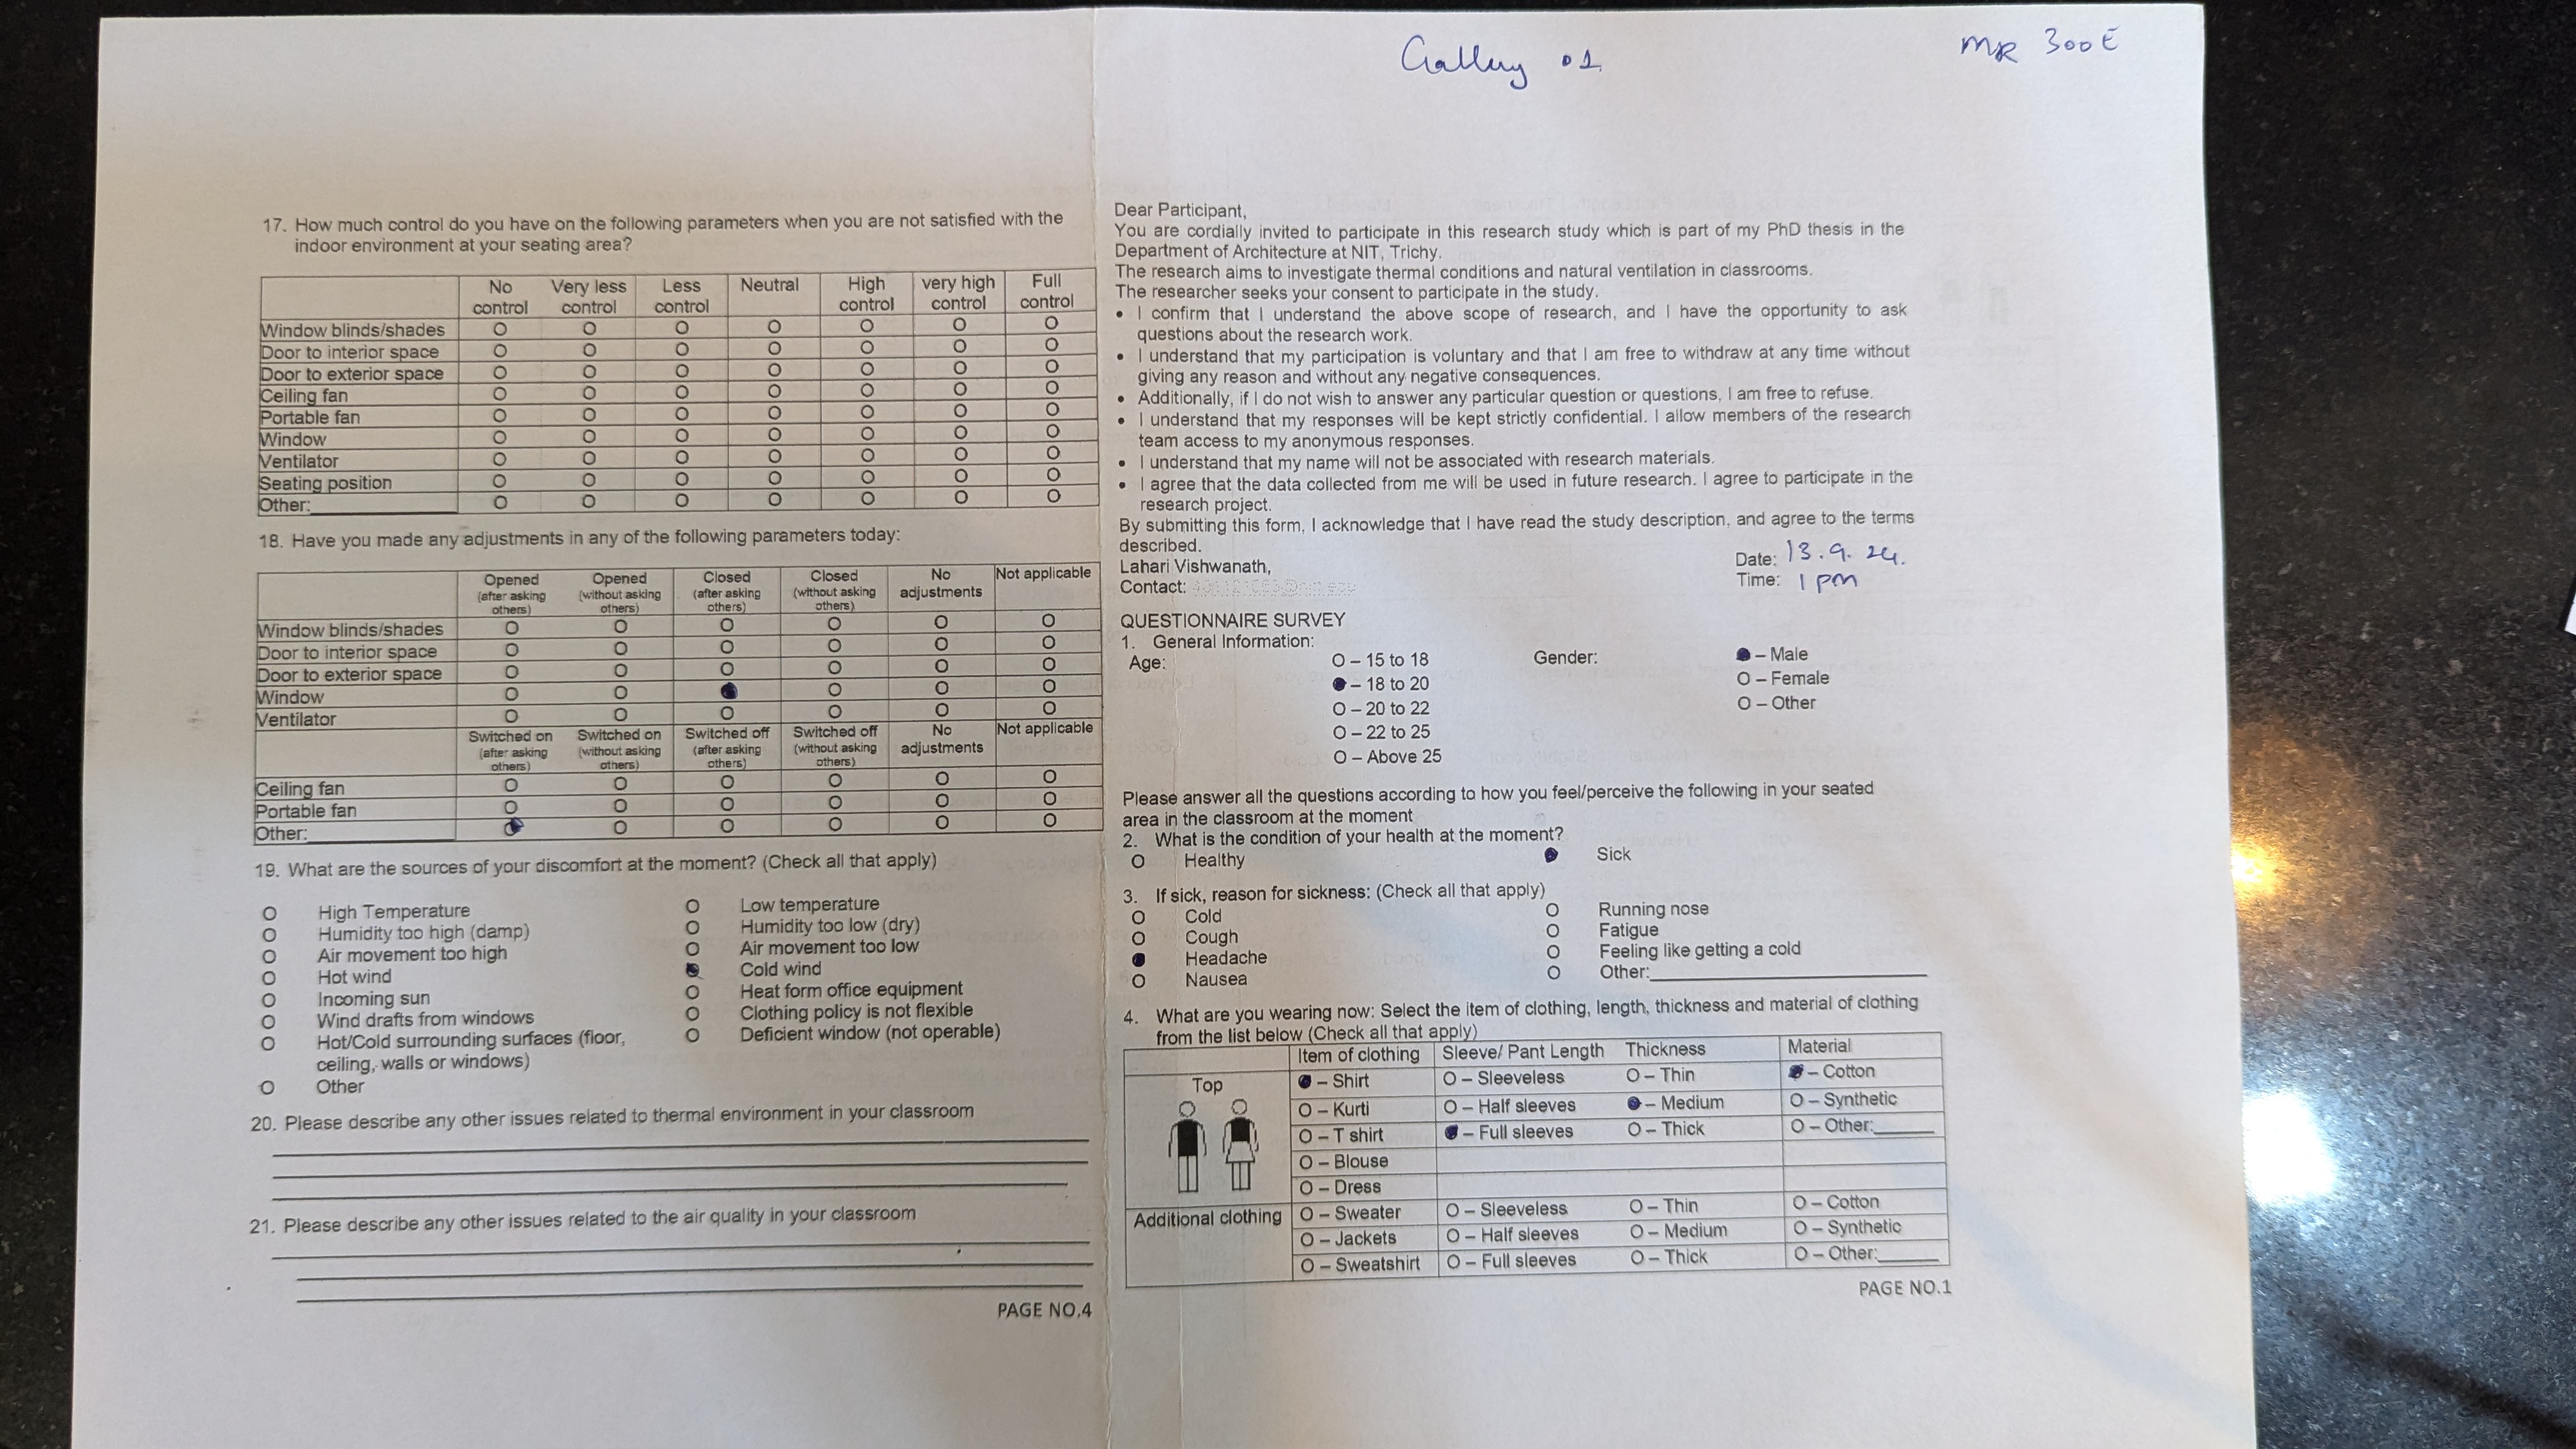 Gallery 01
MR 300E
17. How much control do you have on the following parameters when you are not satisfied with the
indoor environment at your seating area?
No control Very less control Less control Neutral High control very high control Full control
Window blinds/shades O O O O O O O
Door to interior space O O O O O O O
Door to exterior space O O O O O O O
Ceiling fan O O O O O O O
Portable fan O O O O O O O
Window O O O O O O O
Ventilator O O O O O O O
Seating position O O O O O O O
Other:________ O O O O O O O
18. Have you made any adjustments in any of the following parameters today:
Opened (after asking others) Opened (without asking others) Closed (after asking others) Closed (without asking others) No adjustments Not applicable
Window blinds/shades O O O O O O
Door to interior space O O O O O O
Door to exterior space O O O O O O
Window O O ● O O O
Ventilator O O O O O O
Switched on (after asking others) Switched on (without asking others) Switched off (after asking others) Switched off (without asking others) No adjustments Not applicable
Ceiling fan O O O O O O
Portable fan O O O O O O
Other:________ ● O O O O O
19. What are the sources of your discomfort at the moment? (Check all that apply)
O High Temperature O Low temperature
O Humidity too high (damp) O Humidity too low (dry)
O Air movement too high O Air movement too low
O Hot wind ● Cold wind
O Incoming sun O Heat form office equipment
O Wind drafts from windows O Clothing policy is not flexible
O Hot/Cold surrounding surfaces (floor, O Deficient window (not operable)
ceiling, walls or windows)
O Other
20. Please describe any other issues related to thermal environment in your classroom
21. Please describe any other issues related to the air quality in your classroom
PAGE NO.4
Dear Participant,
You are cordially invited to participate in this research study which is part of my PhD thesis in the
Department of Architecture at NIT, Trichy.
The research aims to investigate thermal conditions and natural ventilation in classrooms.
The researcher seeks your consent to participate in the study.
• I confirm that I understand the above scope of research, and I have the opportunity to ask
questions about the research work.
• I understand that my participation is voluntary and that I am free to withdraw at any time without
giving any reason and without any negative consequences.
• Additionally, if I do not wish to answer any particular question or questions, I am free to refuse.
• I understand that my responses will be kept strictly confidential. I allow members of the research
team access to my anonymous responses.
• I understand that my name will not be associated with research materials.
• I agree that the data collected from me will be used in future research. I agree to participate in the
research project.
By submitting this form, I acknowledge that I have read the study description, and agree to the terms
described.
Date: 13.9.24.
Lahari Vishwanath,
Time: 1 pm
Contact:
QUESTIONNAIRE SURVEY
1. General Information:
Age: O – 15 to 18 Gender: ● – Male
● – 18 to 20 O – Female
O – 20 to 22 O – Other
O – 22 to 25
O – Above 25
Please answer all the questions according to how you feel/perceive the following in your seated
area in the classroom at the moment
2. What is the condition of your health at the moment?
O Healthy ● Sick
3. If sick, reason for sickness: (Check all that apply)
O Cold O Running nose
O Cough O Fatigue
● Headache O Feeling like getting a cold
O Nausea O Other:________
4. What are you wearing now: Select the item of clothing, length, thickness and material of clothing
from the list below (Check all that apply)
Item of clothing Sleeve/ Pant Length Thickness Material
Top ● – Shirt O – Sleeveless O – Thin ● – Cotton
O – Kurti O – Half sleeves ● – Medium O – Synthetic
O – T shirt ● – Full sleeves O – Thick O – Other:______
O – Blouse
O – Dress
Additional clothing O – Sweater O – Sleeveless O – Thin O – Cotton
O – Jackets O – Half sleeves O – Medium O – Synthetic
O – Sweatshirt O – Full sleeves O – Thick O – Other:______
PAGE NO.1